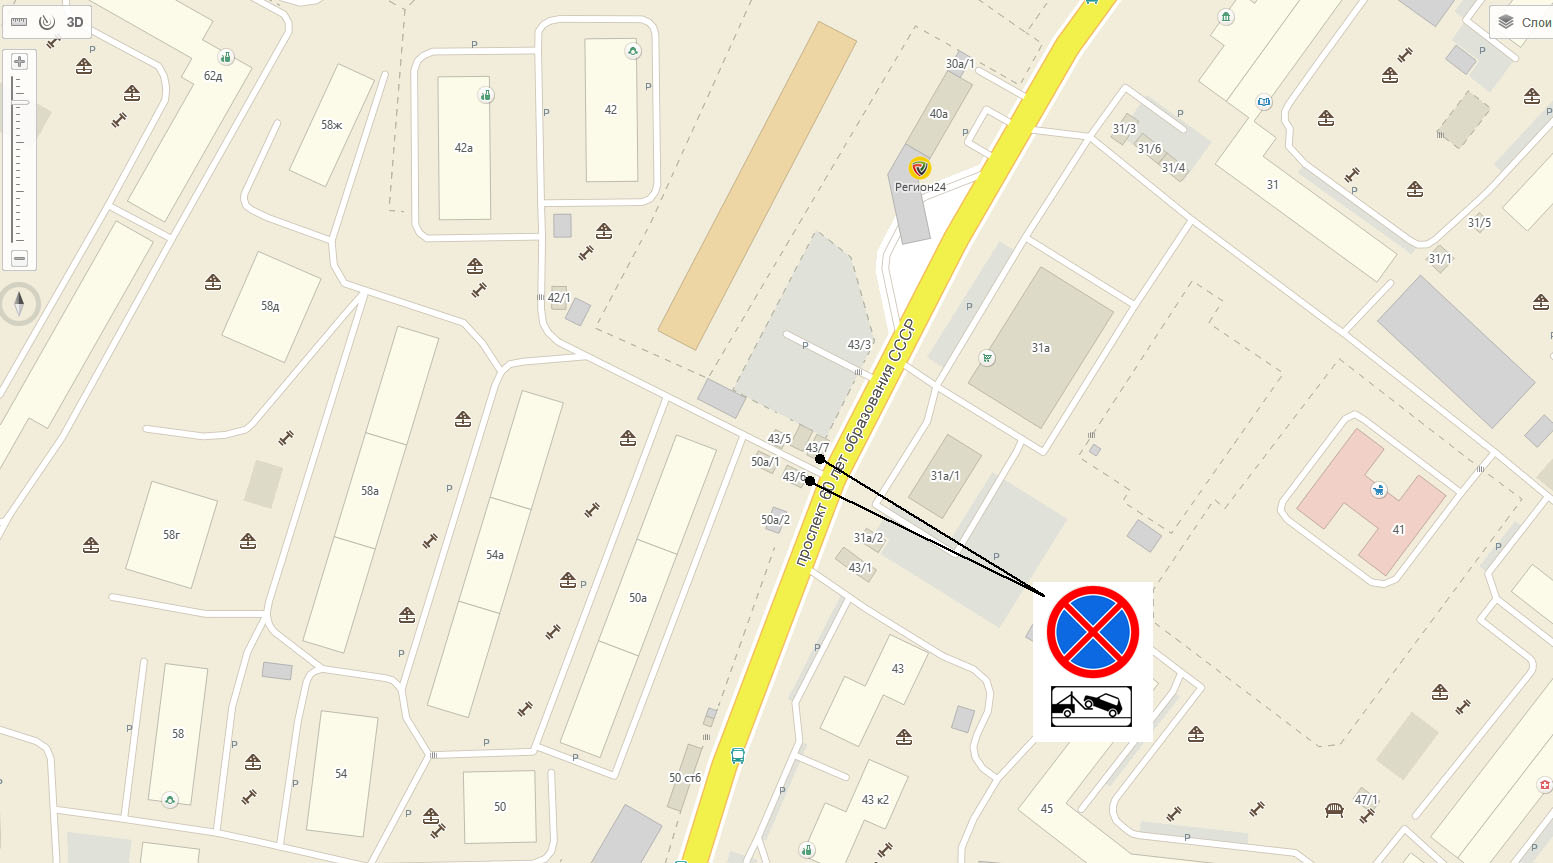 3D
Слои
P
62д
P
42
P
58ж
42а
P
P
30а/1
40а
P
Регион24
31/3
31/6
31/4
P
31
P
P
31/5
31/1
58д
42/1
P
43/3
P
31а
проспект 60 лет образования СССР
43/5
43/7
50а/1
43/6
31а/1
58а
P
50а/2
31а/2
43/1
P
41
P
58г
54а
P
50а
P
P
43
58
P
P
P
54
P
P
P
50
50 ст6
P
43 к2
45
47/1
P
P